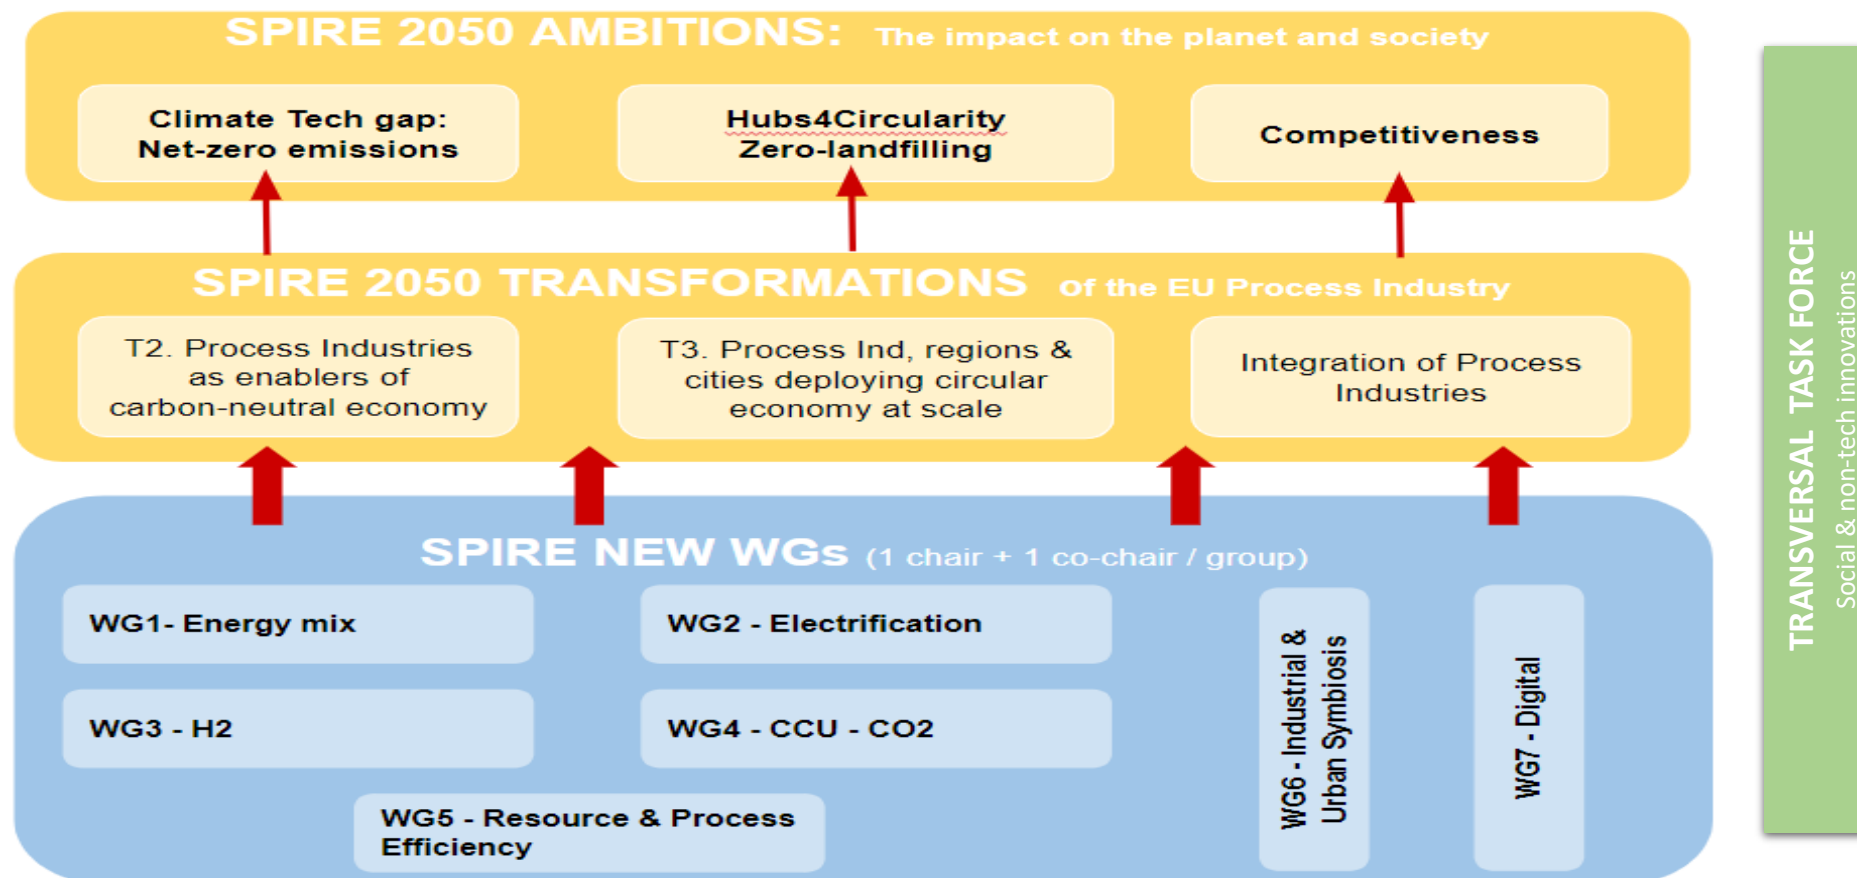 SPIRE 2050 AMBITIONS: The impact on the planet and society
Climate Tech gap:
Net-zero emissions
Hubs4Circularity
Zero-landfilling
Competitiveness
SPIRE 2050 TRANSFORMATIONS of the EU Process Industry
T2. Process Industries
as enablers of
carbon-neutral economy
T3. Process Ind, regions &
cities deploying circular
economy at scale
Integration of Process
Industries
SPIRE NEW WGs (1 chair + 1 co-chair / group)
WG1- Energy mix
WG2 - Electrification
WG3 - H2
WG4 - CCU - CO2
WG5 - Resource & Process
Efficiency
WG6 - Industrial &
Urban Symbiosis
WG7 - Digital
TRANSVERSAL TASK FORCE
Social & non-tech innovations